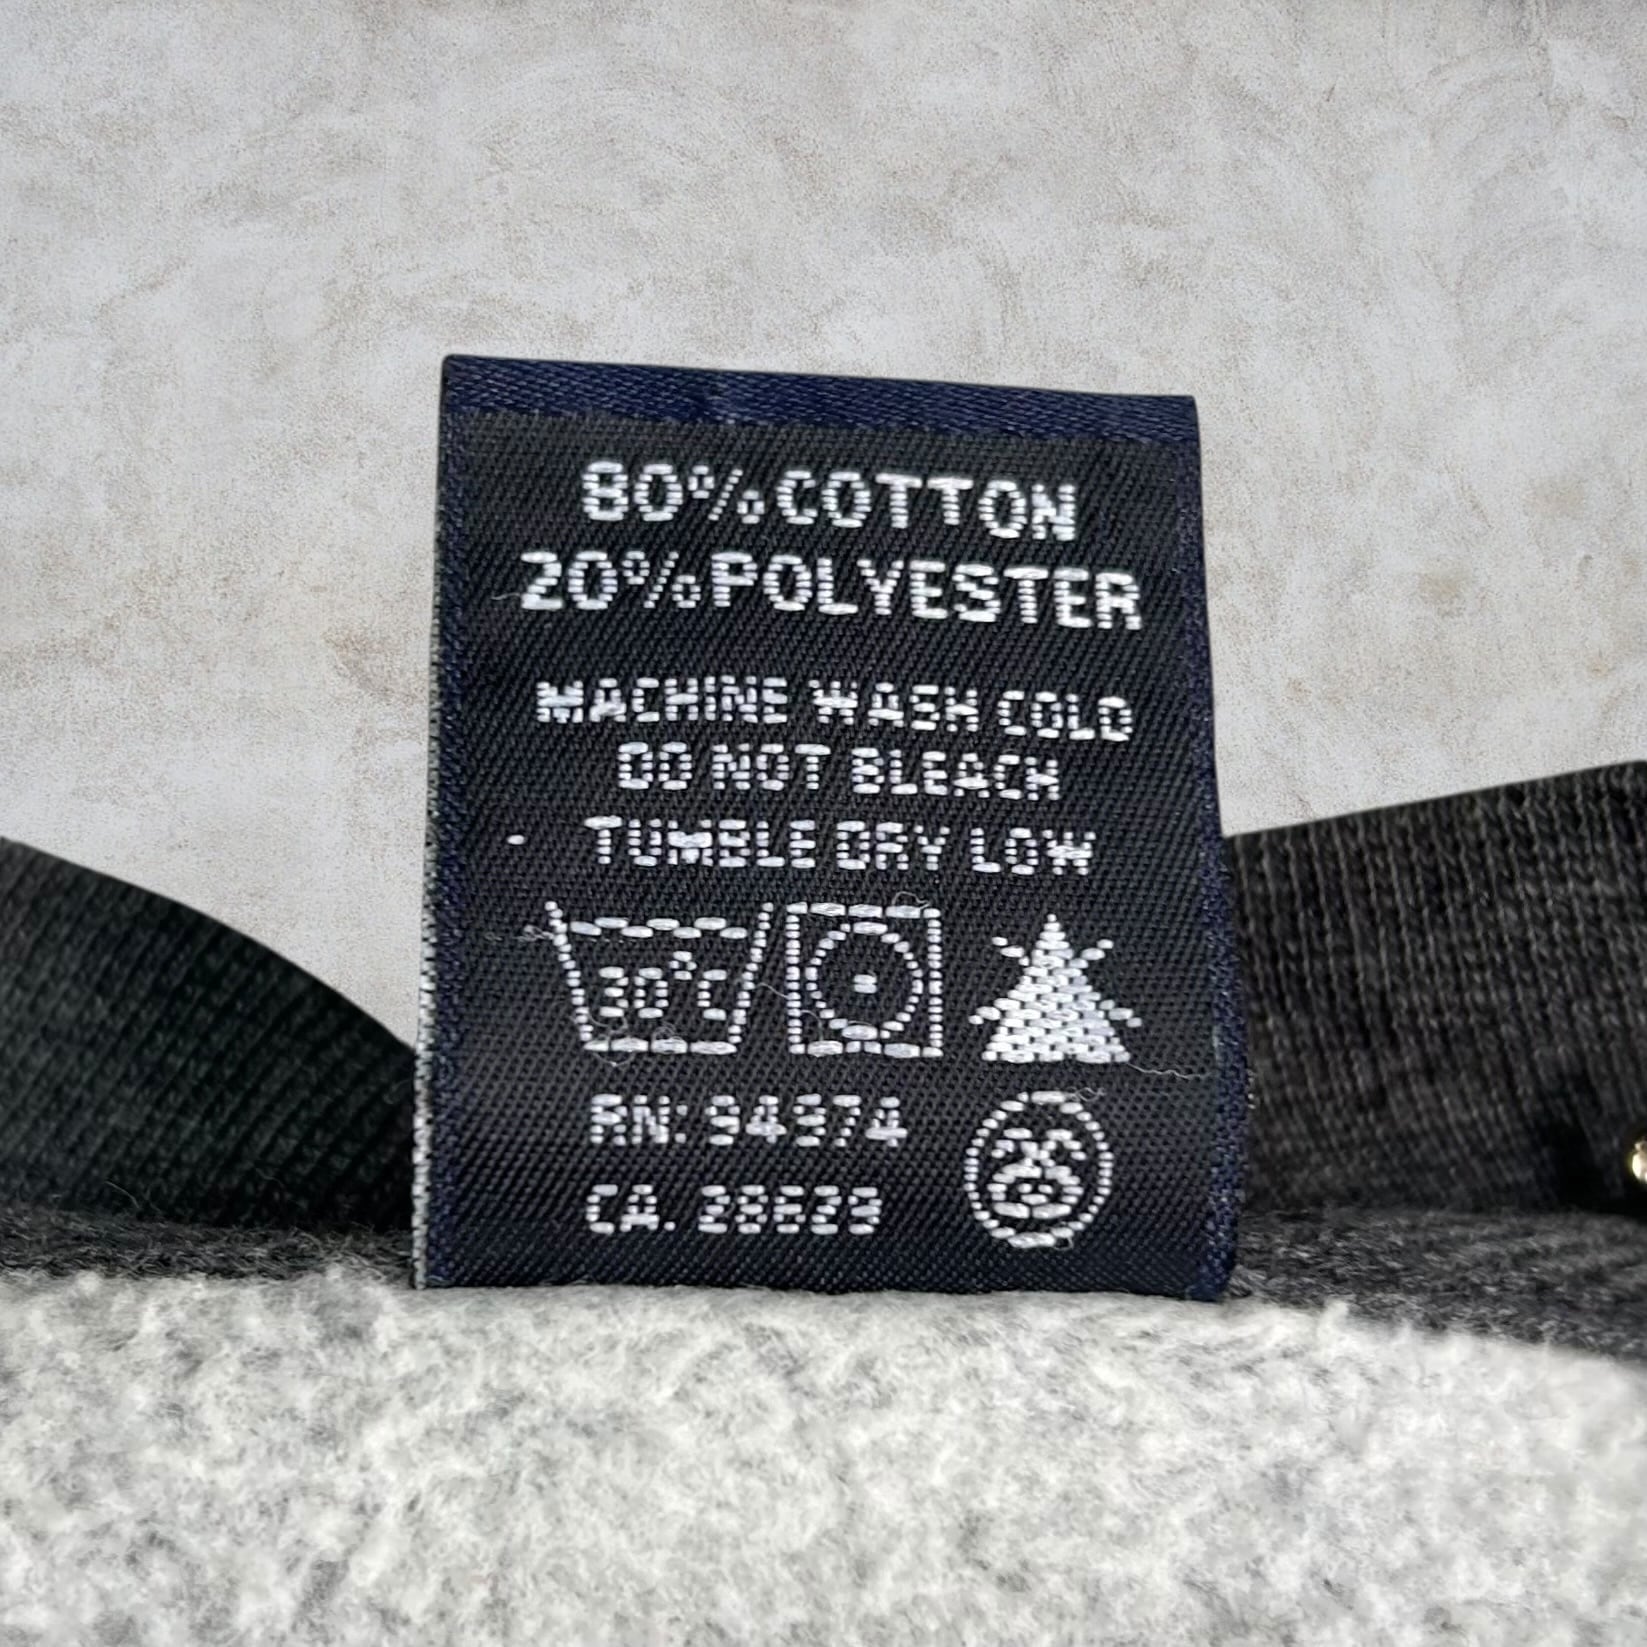 80% COTTON
20% POLYESTER
MACHINE WASH COLD
DO NOT BLEACH
TUMBLE DRY LOW
30°C
RN: 94974
CA. 28629